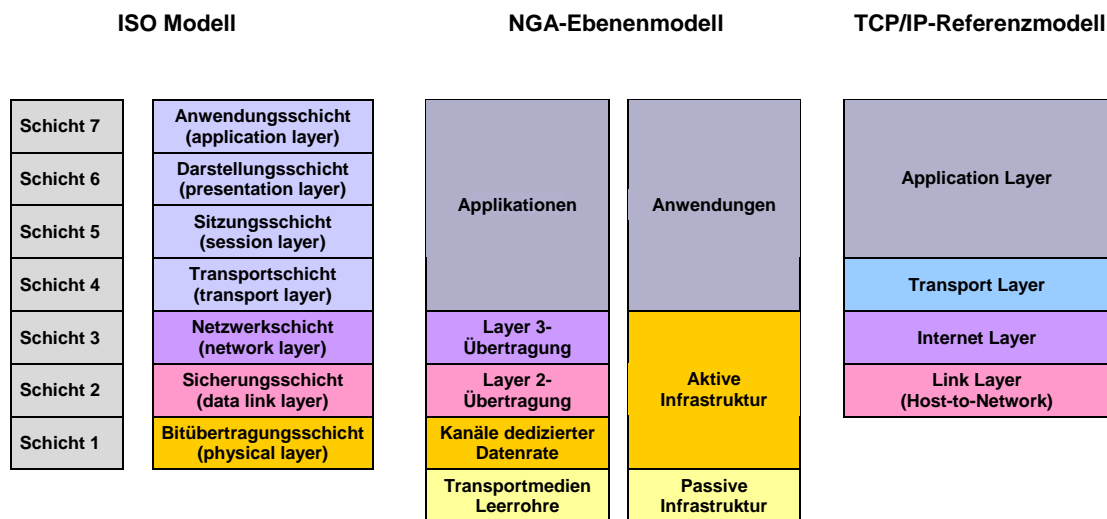 ISO Modell
NGA-Ebenenmodell
TCP/IP-Referenzmodell
Schicht 7
Schicht 6
Schicht 5
Schicht 4
Schicht 3
Schicht 2
Schicht 1
Anwendungsschicht
(application layer)
Darstellungsschicht
(presentation layer)
Sitzungsschicht
(session layer)
Transportschicht
(transport layer)
Netzwerkschicht
(network layer)
Sicherungsschicht
(data link layer)
Bitübertragungsschicht
(physical layer)
Applikationen
Layer 3-
Übertragung
Layer 2-
Übertragung
Kanäle dedizierter
Datenrate
Transportmedien
Leerrohre
Anwendungen
Aktive
Infrastruktur
Passive
Infrastruktur
Application Layer
Transport Layer
Internet Layer
Link Layer
(Host-to-Network)